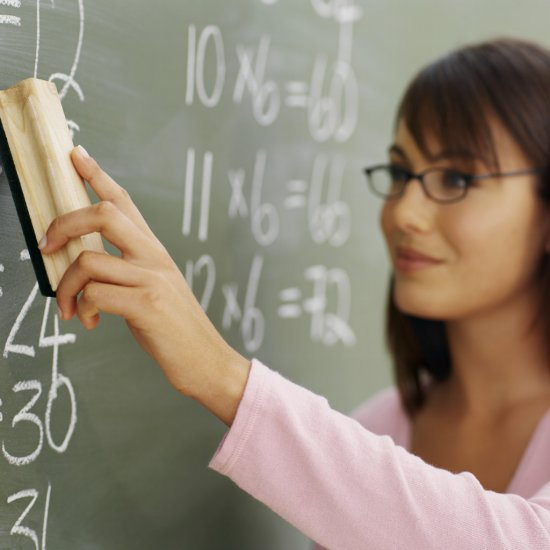 24
30
10 x 6 = 60
11 x 6 = 66
12 x 6 = 72